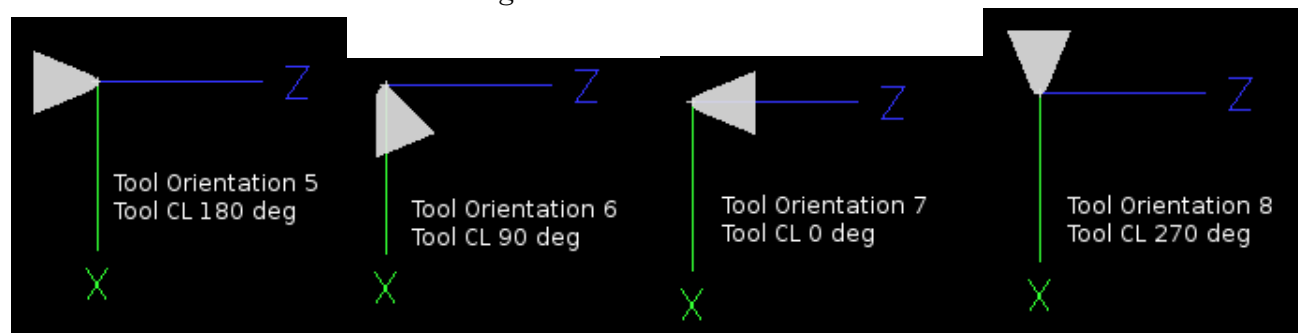 g
Z
Tool Orientation 5
Tool CL 180 deg
X
Z
Tool Orientation 6
Tool CL 90 deg
X
Z
Tool Orientation 7
Tool CL 0 deg
X
Z
Tool Orientation 8
Tool CL 270 deg
X